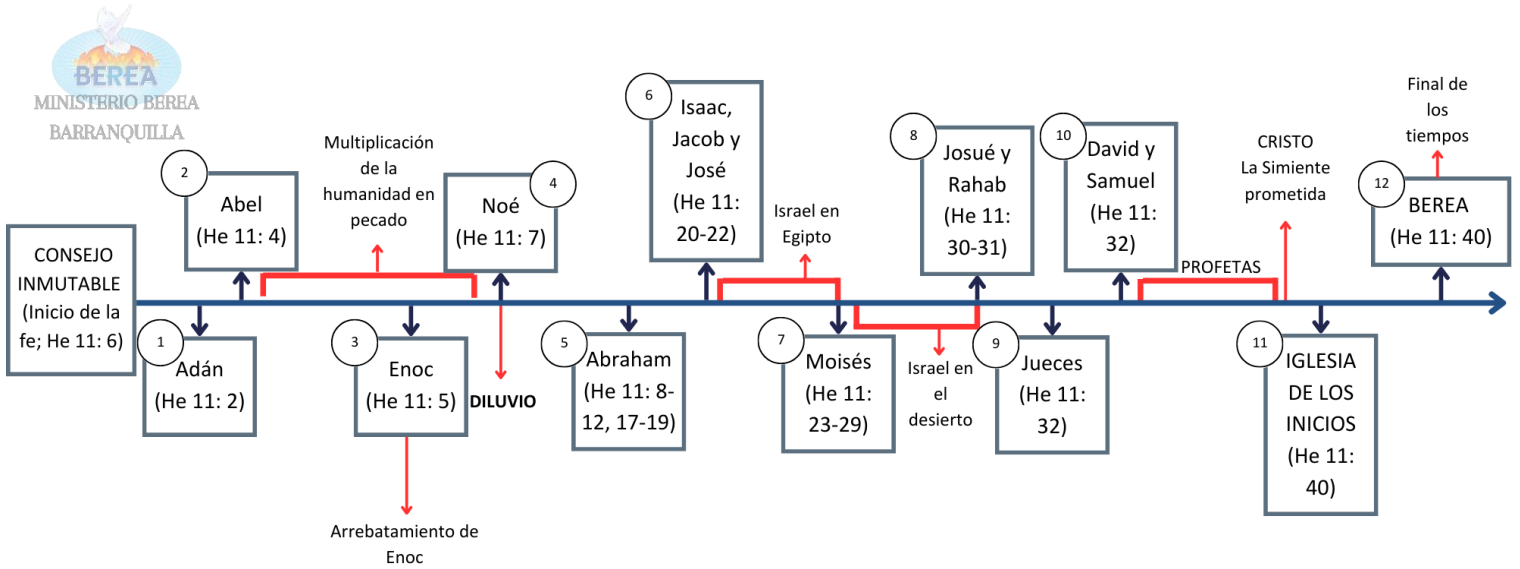 BEREA
MINISTERIO BEREA
BARRANQUILLA
CONSEJO
INMUTABLE
(Inicio de la
fe; He 11: 6)
1
Adán
(He 11: 2)
2
Abel
(He 11: 4)
Multiplicación
de la
humanidad en
pecado
3
Enoc
(He 11: 5)
Arrebatamiento de
Enoc
4
Noé
(He 11: 7)
DILUVIO
5
Abraham
(He 11: 8-
12, 17-19)
6
Isaac,
Jacob y
José
(He 11:
20-22)
Israel en
Egipto
7
Moisés
(He 11:
23-29)
Israel en
el
desierto
8
Josué y
Rahab
(He 11:
30-31)
9
Jueces
(He 11:
32)
10
David y
Samuel
(He 11:
32)
PROFETAS
CRISTO
La Simiente
prometida
11
IGLESIA
DE LOS
INICIOS
(He 11:
40)
12
BEREA
(He 11: 40)
Final de
los
tiempos